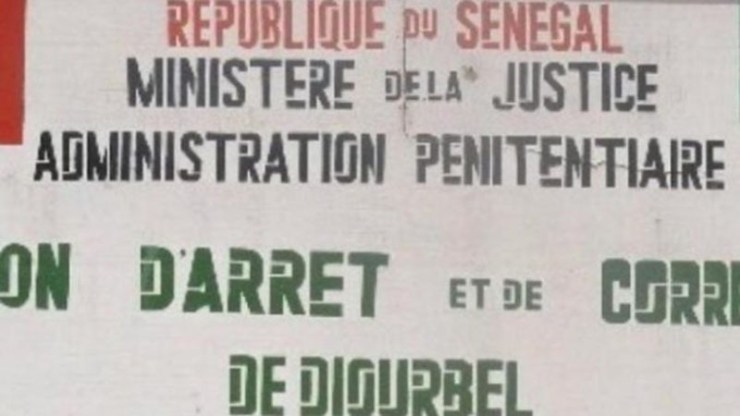 REPUBLIQUE DU SENEGAL
MINISTERE DE LA JUSTICE
ADMINISTRATION PENITENTIAIRE
ON D'ARRET ET DE CORRE
DE DIOURBEL